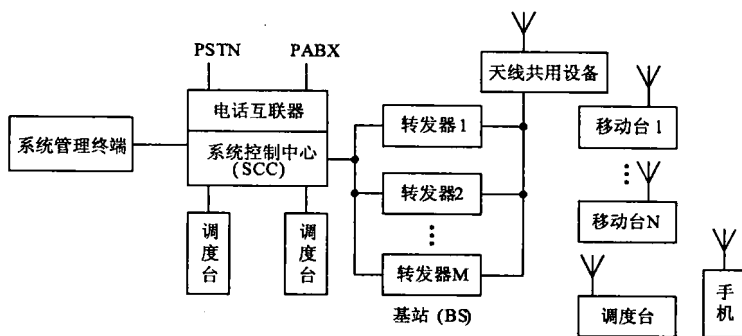 PSTN
PABX
天线共用设备
电话互联器
系统管理终端
系统控制中心
(SCC)
转发器1
移动台1
转发器2
移动台N
调度台
调度台
转发器M
基站 (BS)
调度台
手机